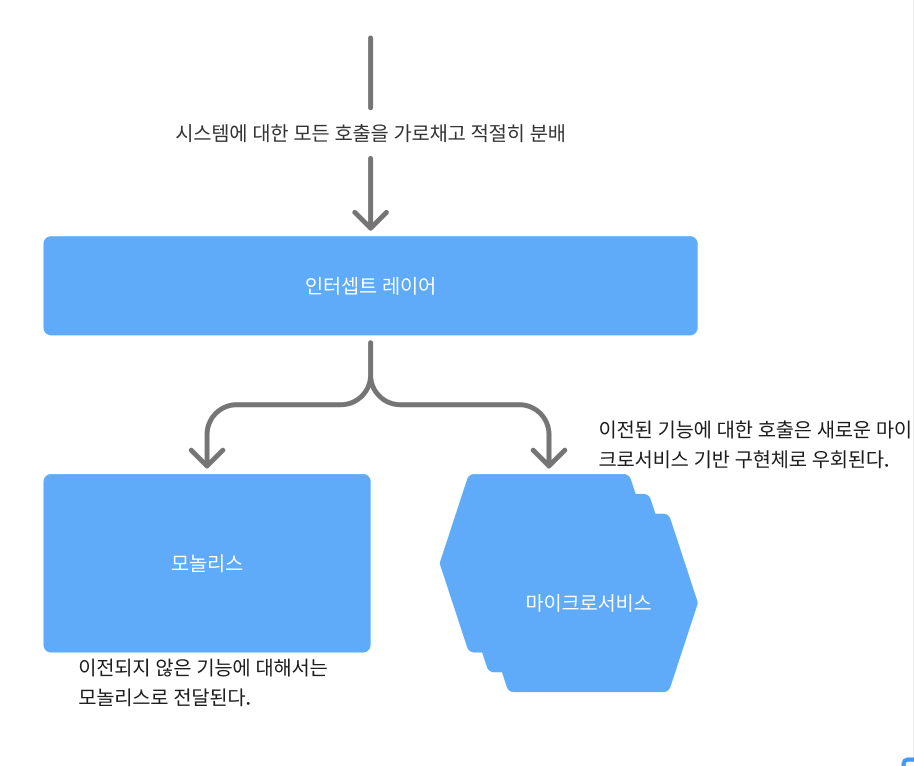 시스템에 대한 모든 호출을 가로채고 적절히 분배
인터셉트 레이어
이전된 기능에 대한 호출은 새로운 마이
크로서비스 기반 구현체로 우회된다.
모놀리스
마이크로서비스
이전되지 않은 기능에 대해서는
모놀리스로 전달된다.